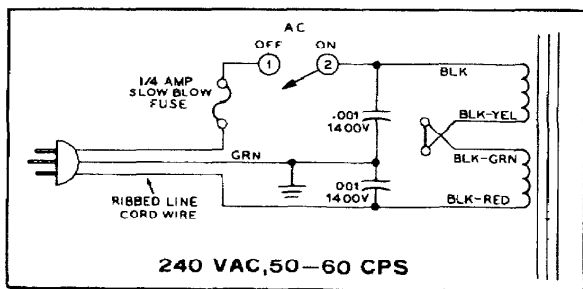 AC
OFF
ON
1
2
1/4 AMP
SLOW BLOW
FUSE
BLK
.001
1400V
BLK-YEL
GRN
BLK-GRN
.001
1400V
BLK-RED
RIBBED LINE
CORD WIRE
240 VAC,50–60 CPS